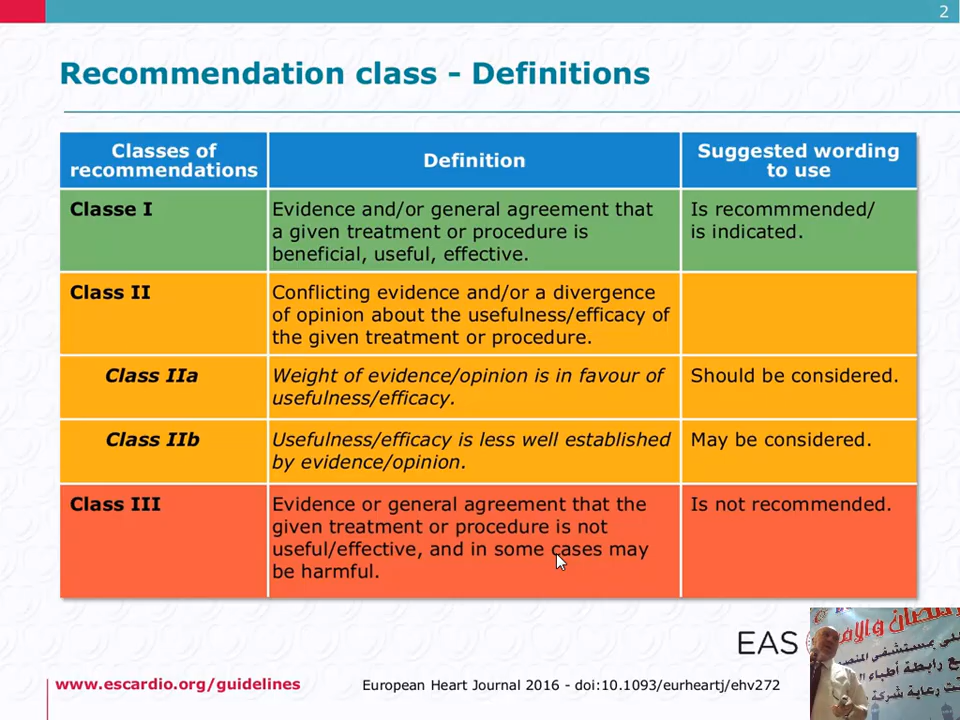 2
Recommendation class - Definitions
Classes of
recommendations
Definition
Suggested wording
to use
Classe I
Evidence and/or general agreement that
a given treatment or procedure is
beneficial, useful, effective.
Is recommmended/
is indicated.
Class II
Conflicting evidence and/or a divergence
of opinion about the usefulness/efficacy of
the given treatment or procedure.
Class IIa
Weight of evidence/opinion is in favour of
usefulness/efficacy.
Should be considered.
Class IIb
Usefulness/efficacy is less well established
by evidence/opinion.
May be considered.
Class III
Evidence or general agreement that the
given treatment or procedure is not
useful/effective, and in some cases may
be harmful.
Is not recommended.
EAS
بمستشفى
رابطة أطباء
رعاية شركة
www.escardio.org/guidelines
European Heart Journal 2016 - doi:10.1093/eurheartj/ehv272